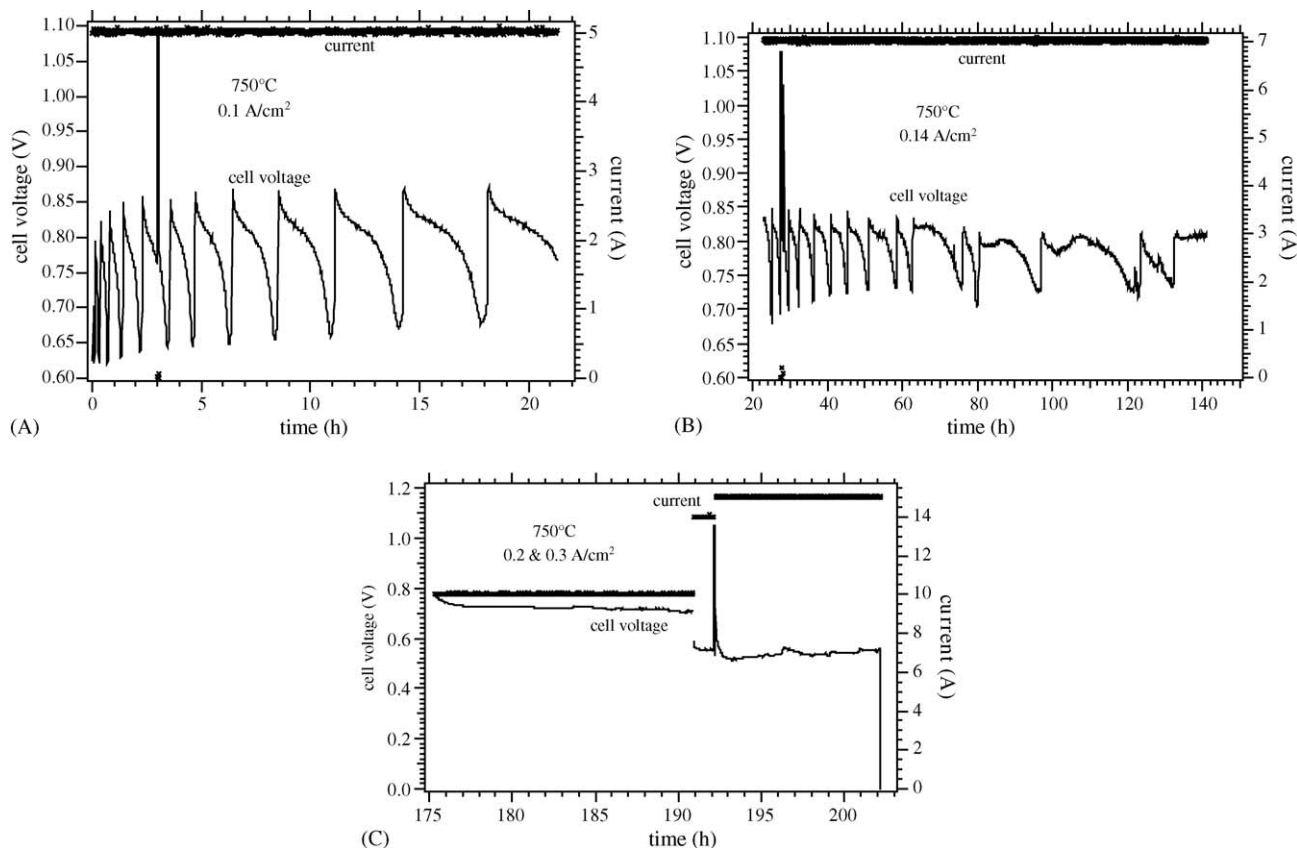 1.10
1.05
1.00
0.95
0.90
0.85
0.80
0.75
0.70
0.65
0.60
cell voltage (V)
current
750°C
0.1 A/cm²
cell voltage
5
4
3
2
1
0
current (A)
0
5
10
15
20
time (h)
(A)
1.10
1.05
1.00
0.95
0.90
0.85
0.80
0.75
0.70
0.65
0.60
cell voltage (V)
current
750°C
0.14 A/cm²
cell voltage
7
6
5
4
3
2
1
0
current (A)
20
40
60
80
100
120
140
time (h)
(B)
1.2
1.0
0.8
0.6
0.4
0.2
0.0
cell voltage (V)
current
750°C
0.2 & 0.3 A/cm²
cell voltage
14
12
10
8
6
4
2
0
current (A)
175
180
185
190
195
200
time (h)
(C)